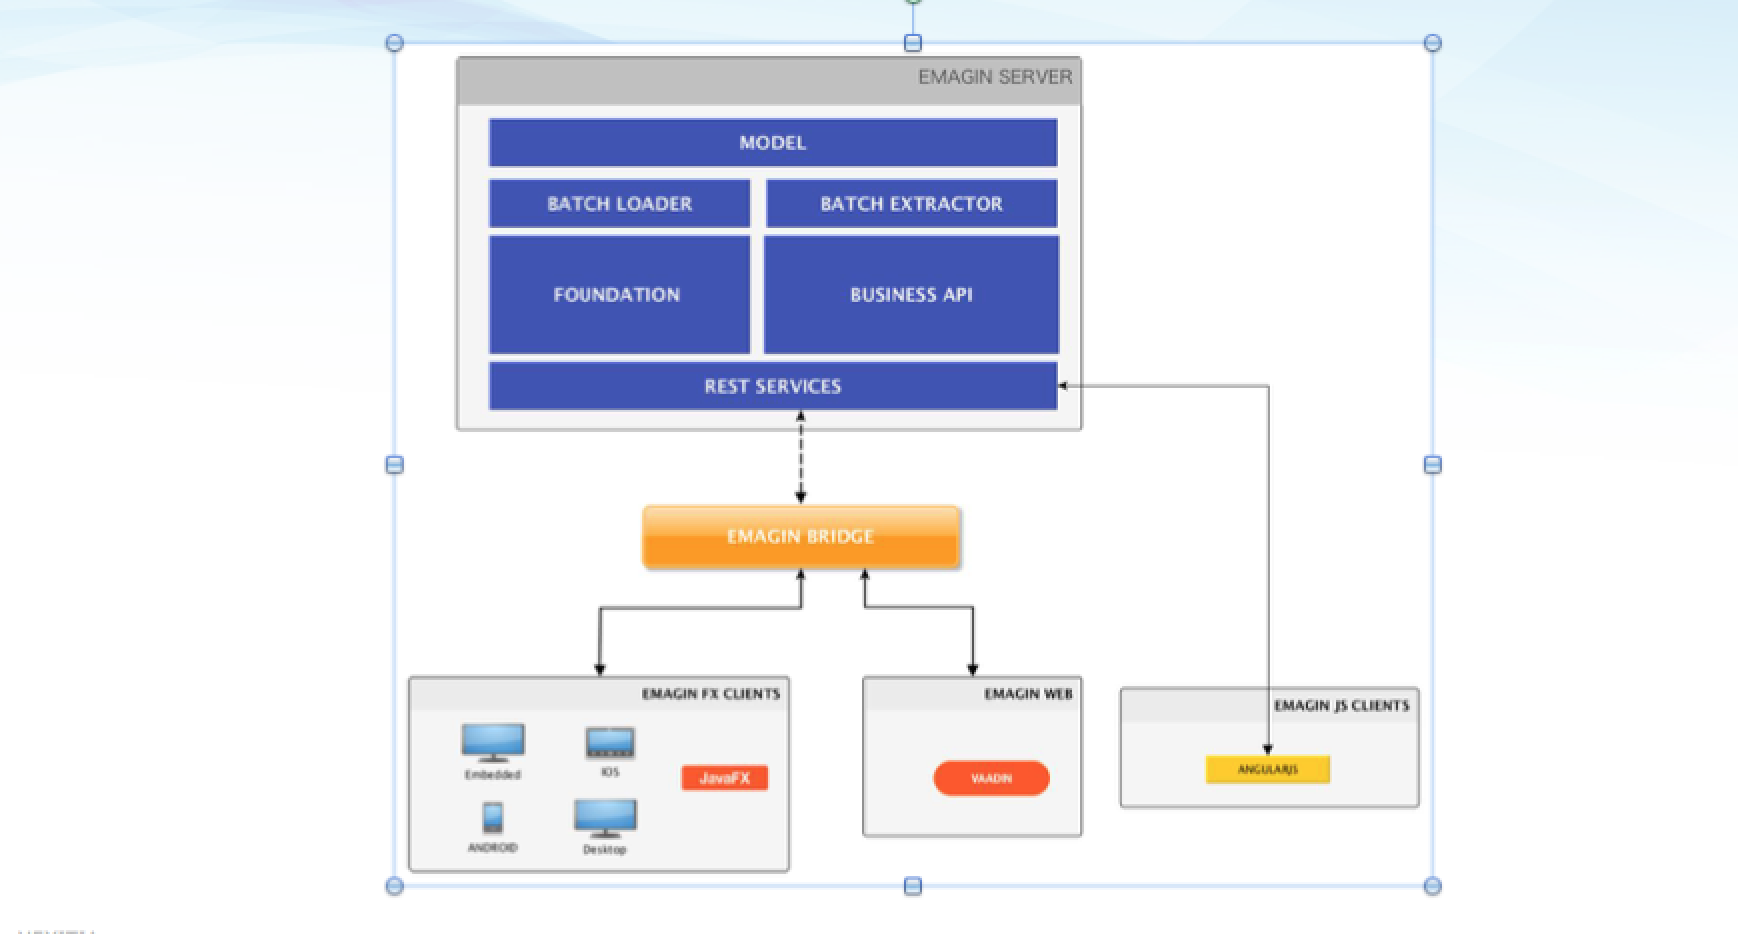 EMAGIN SERVER
MODEL
BATCH LOADER
BATCH EXTRACTOR
FOUNDATION
BUSINESS API
REST SERVICES
EMAGIN BRIDGE
EMAGIN FX CLIENTS
Embedded
IOS
JavaFX
ANDROID
Desktop
EMAGIN WEB
VAADIN
EMAGIN JS CLIENTS
ANGULARJS